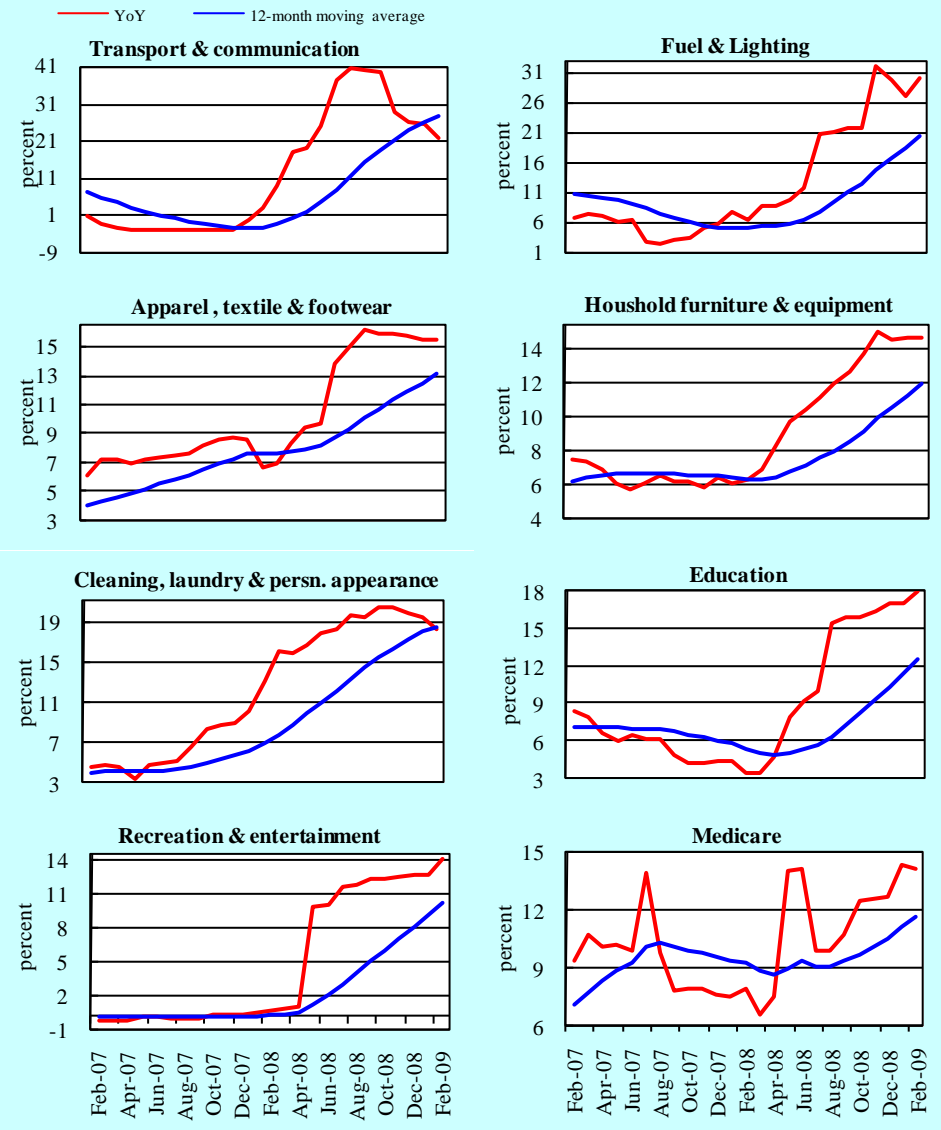 YoY 12-month moving average
Transport & communication
41
31
21
11
1
-9
percent
Fuel & Lighting
31
26
21
16
11
6
1
percent
Apparel , textile & footwear
15
13
11
9
7
5
3
percent
Houshold furniture & equipment
14
12
10
8
6
4
percent
Cleaning, laundry & persn. appearance
19
15
11
7
3
percent
Education
18
15
12
9
6
3
percent
Recreation & entertainment
14
11
8
5
2
-1
percent
Feb-07
Apr-07
Jun-07
Aug-07
Oct-07
Dec-07
Feb-08
Apr-08
Jun-08
Aug-08
Oct-08
Dec-08
Feb-09
Medicare
15
12
9
6
percent
Feb-07
Apr-07
Jun-07
Aug-07
Oct-07
Dec-07
Feb-08
Apr-08
Jun-08
Aug-08
Oct-08
Dec-08
Feb-09